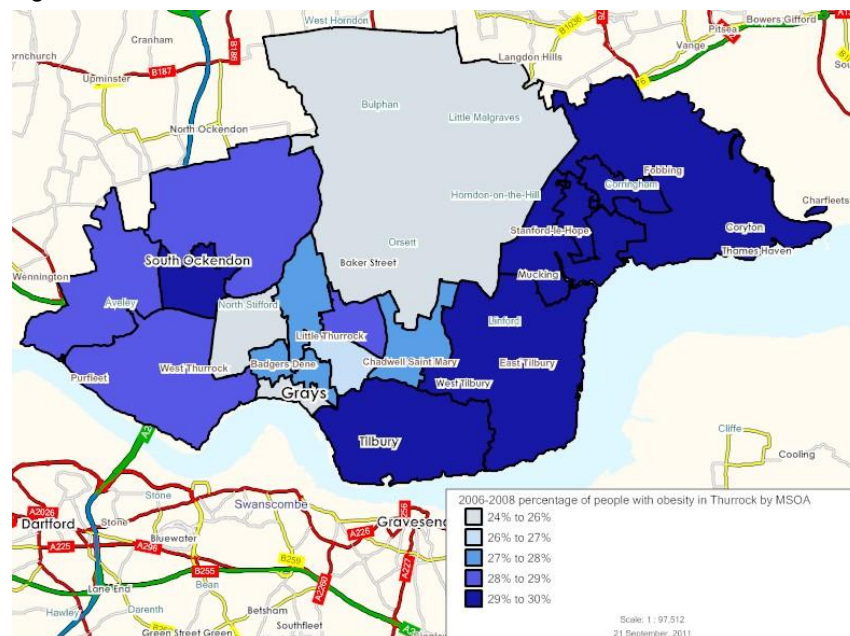 West Horndon
B1036
A13
Bowers Gifford
Pitsea
Vange
Cranham
B186
Langdon Hills
Upminster
B187
Bulphan
Little Malgraves
North Ockendon
Fobbing
Corringham
Horndon-on-the-Hill
Charfleets
Stanford-le-Hope
Coryton
Orsett
Thames Haven
Baker Street
South Ockendon
Wennington
Mucking
Aveley
North Stifford
Linford
Little Thurrock
West Thurrock
Badgers Dene
Chadwell Saint Mary
East Tilbury
Purfleet
West Tilbury
Grays
Tilbury
Cliffe
Cooling
Stone
Swanscombe
A2026
Dartford
Stone
Gravesend
A226
A225
A296
Bluewater
B259
A227
B255
A2260
Lane End
Bean
Hawley
Darenth
Betsham
Southfleet
Green Street Green
2006-2008 percentage of people with obesity in Thurrock by MSOA
24% to 26%
26% to 27%
27% to 28%
28% to 29%
29% to 30%
Scale: 1 : 97,512
21 September, 2011